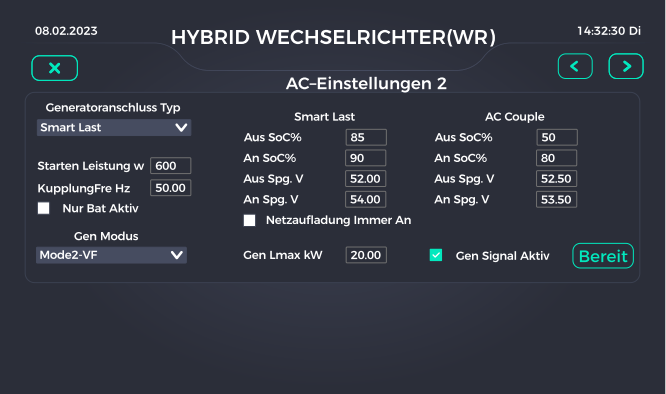 08.02.2023
HYBRID WECHSELRICHTER(WR)
14:32:30 Di
AC-Einstellungen 2
Generatoranschluss Typ
Smart Last
Starten Leistung w 600
KupplungFre Hz 50.00
Nur Bat Aktiv
Gen Modus
Mode2-VF
Smart Last
Aus SoC% 85
An SoC% 90
Aus Spg. V 52.00
An Spg. V 54.00
Netzaufladung Immer An
Gen Lmax kW 20.00
AC Couple
Aus SoC% 50
An SoC% 80
Aus Spg. V 52.50
An Spg. V 53.50
Gen Signal Aktiv
Bereit